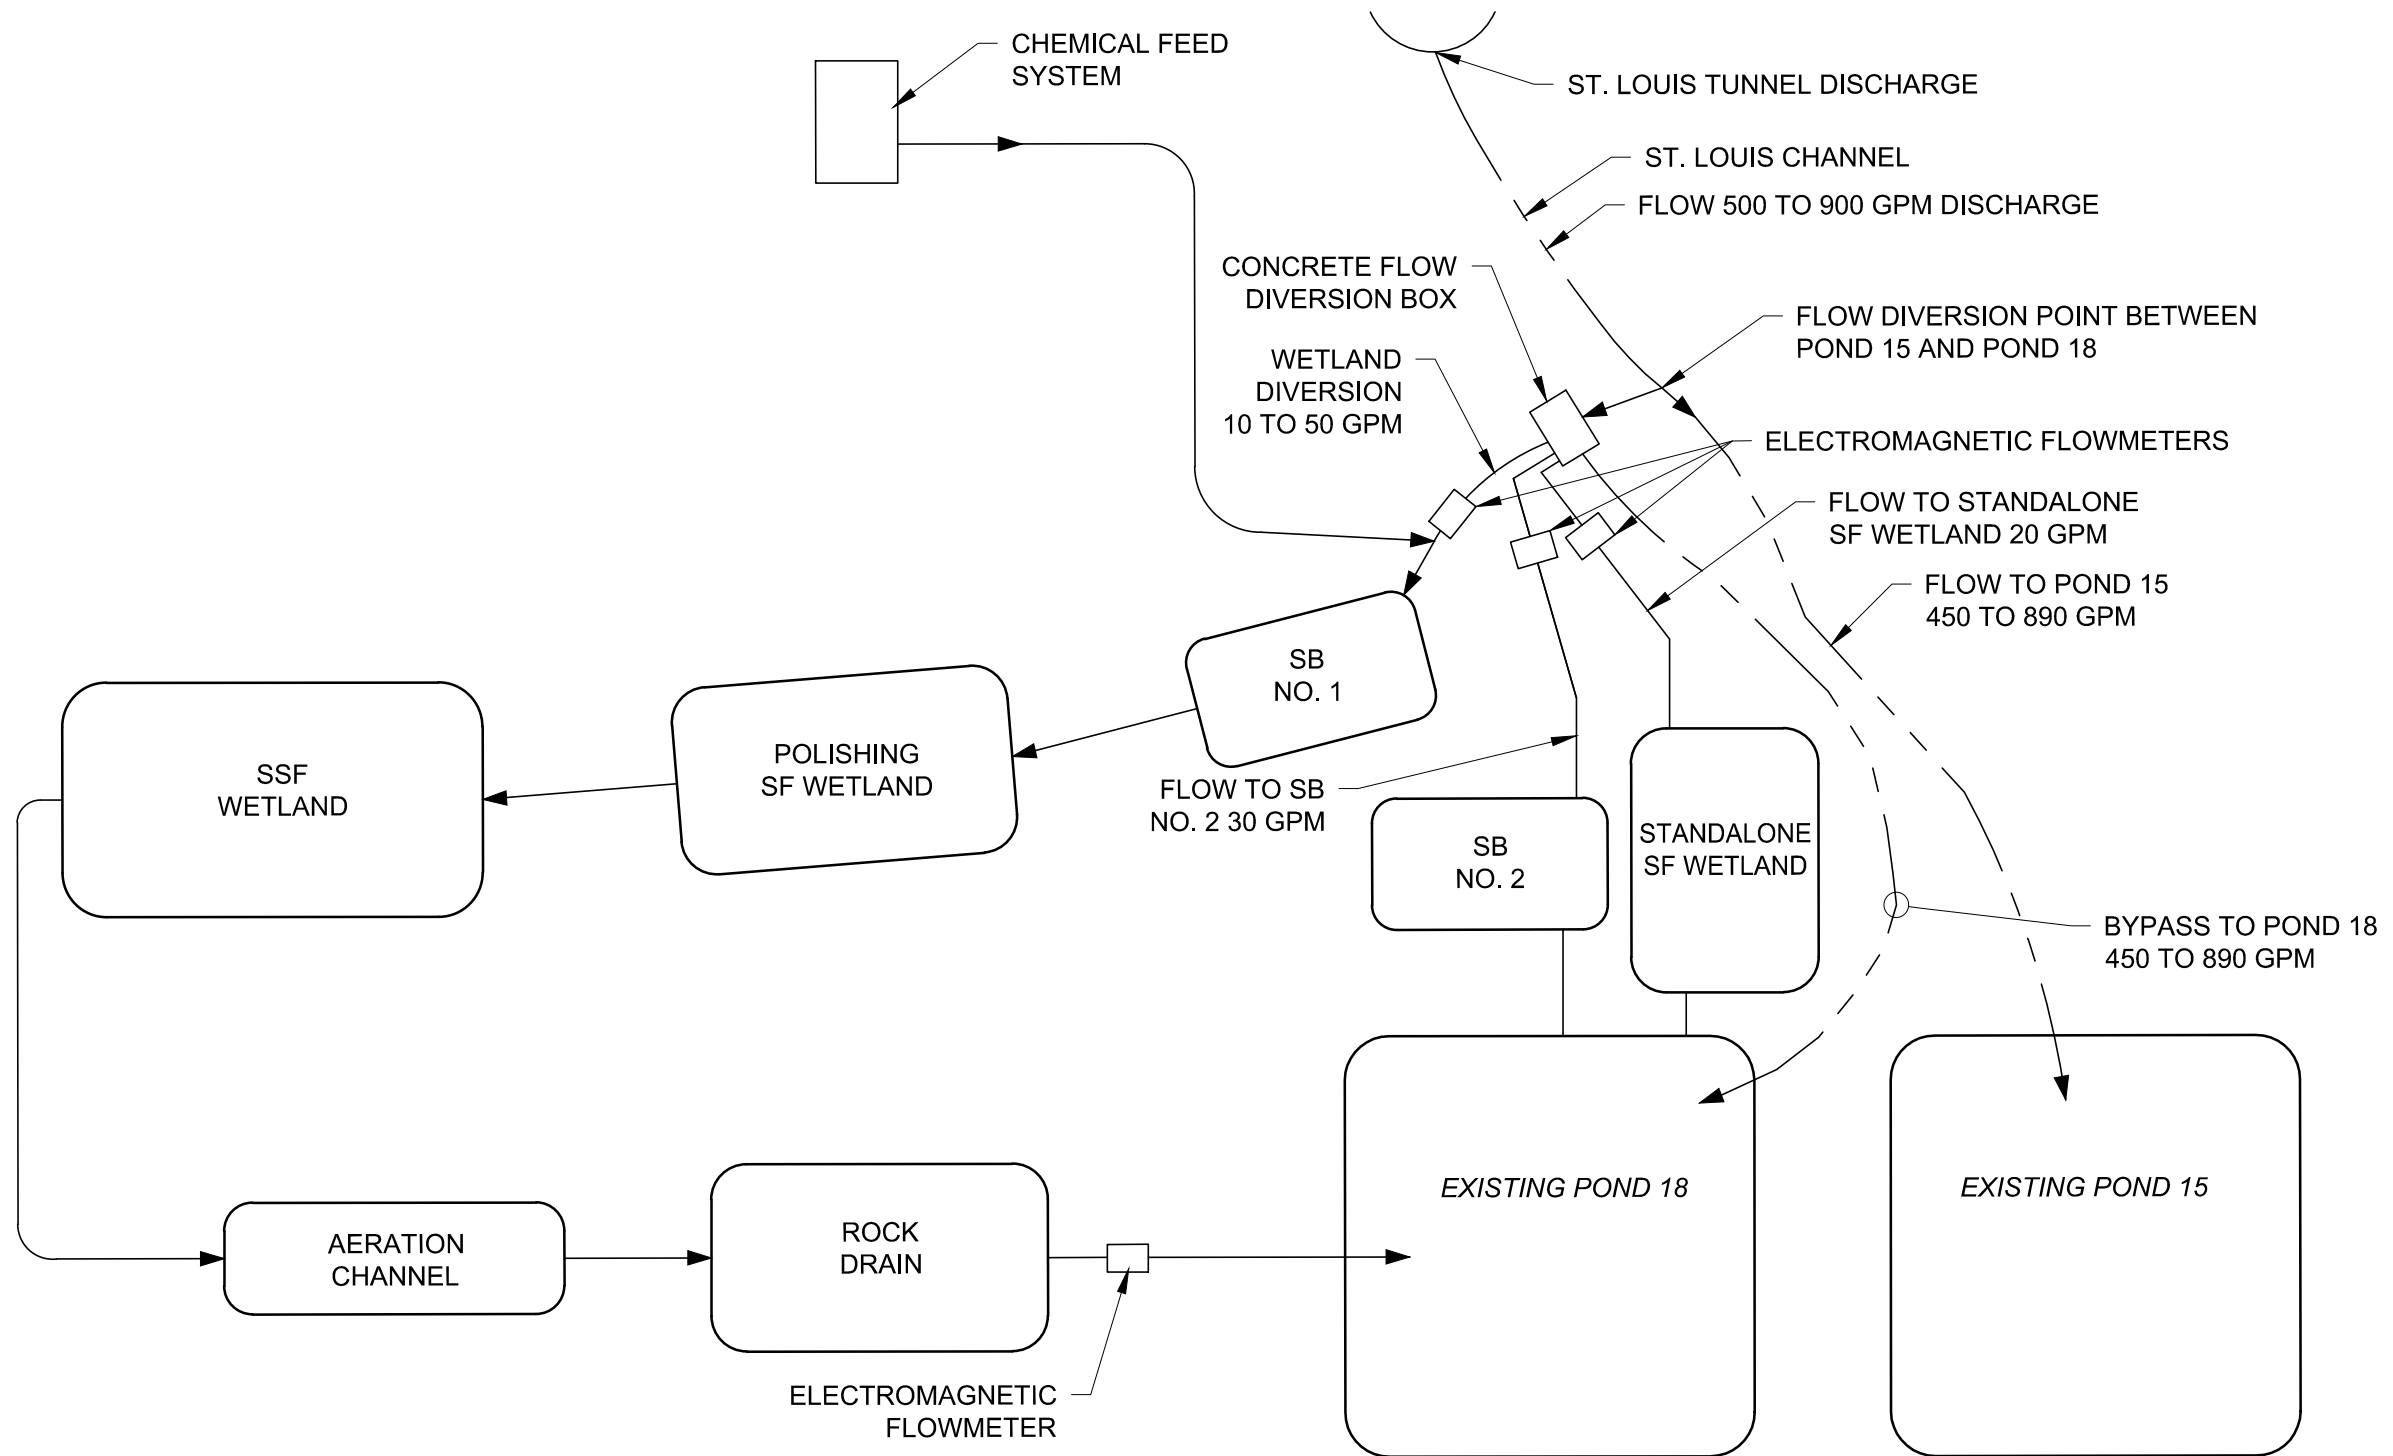 CHEMICAL FEED
SYSTEM
ST. LOUIS TUNNEL DISCHARGE
ST. LOUIS CHANNEL
FLOW 500 TO 900 GPM DISCHARGE
CONCRETE FLOW
DIVERSION BOX
FLOW DIVERSION POINT BETWEEN
POND 15 AND POND 18
WETLAND
DIVERSION
10 TO 50 GPM
ELECTROMAGNETIC FLOWMETERS
FLOW TO STANDALONE
SF WETLAND 20 GPM
FLOW TO POND 15
450 TO 890 GPM
SB
NO. 1
POLISHING
SF WETLAND
SSF
WETLAND
FLOW TO SB
NO. 2 30 GPM
SB
NO. 2
STANDALONE
SF WETLAND
BYPASS TO POND 18
450 TO 890 GPM
EXISTING POND 18
EXISTING POND 15
AERATION
CHANNEL
ROCK
DRAIN
ELECTROMAGNETIC
FLOWMETER